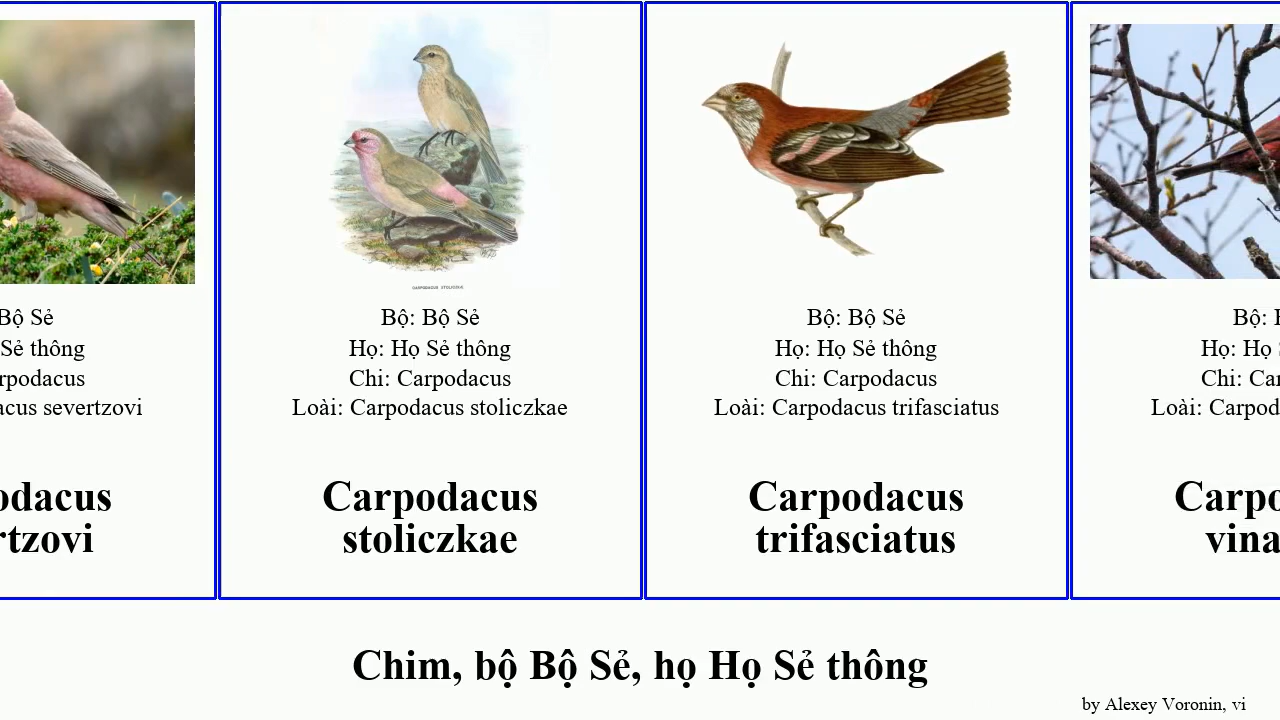 Bộ Sẻ
Sẻ thông
rpodacus
acus severtzovi
odacus
rtzovi
CARPODACUS STOLICZKAE
Bộ: Bộ Sẻ
Họ: Họ Sẻ thông
Chi: Carpodacus
Loài: Carpodacus stoliczkae
Carpodacus
stoliczkae
Bộ: Bộ Sẻ
Họ: Họ Sẻ thông
Chi: Carpodacus
Loài: Carpodacus trifasciatus
Carpodacus
trifasciatus
Bộ:
Họ: Họ
Chi: Car
Loài: Carpod
Carpo
vina
Chim, bộ Bộ Sẻ, họ Họ Sẻ thông
by Alexey Voronin, vi